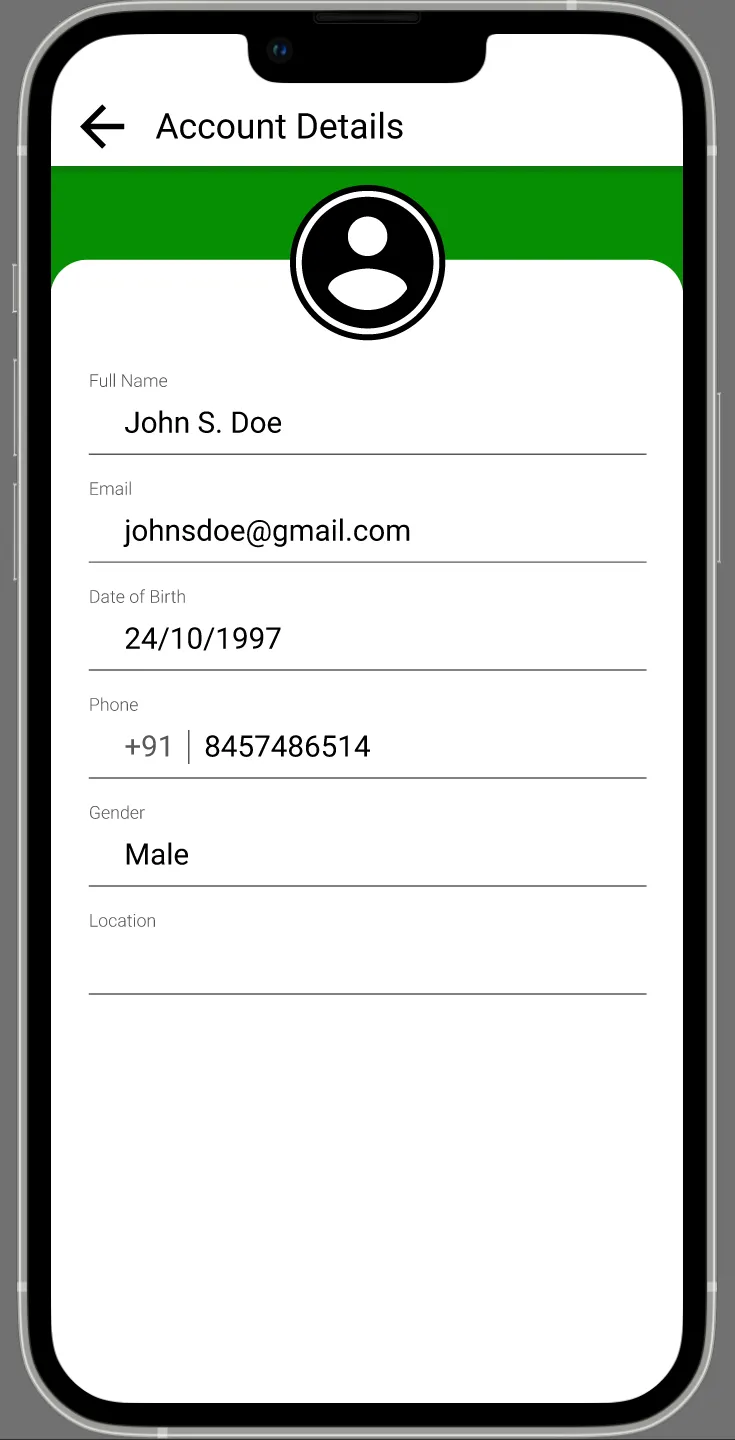 Account Details
Full Name
John S. Doe
Email
johnsdoe@gmail.com
Date of Birth
24/10/1997
Phone
+91 | 8457486514
Gender
Male
Location